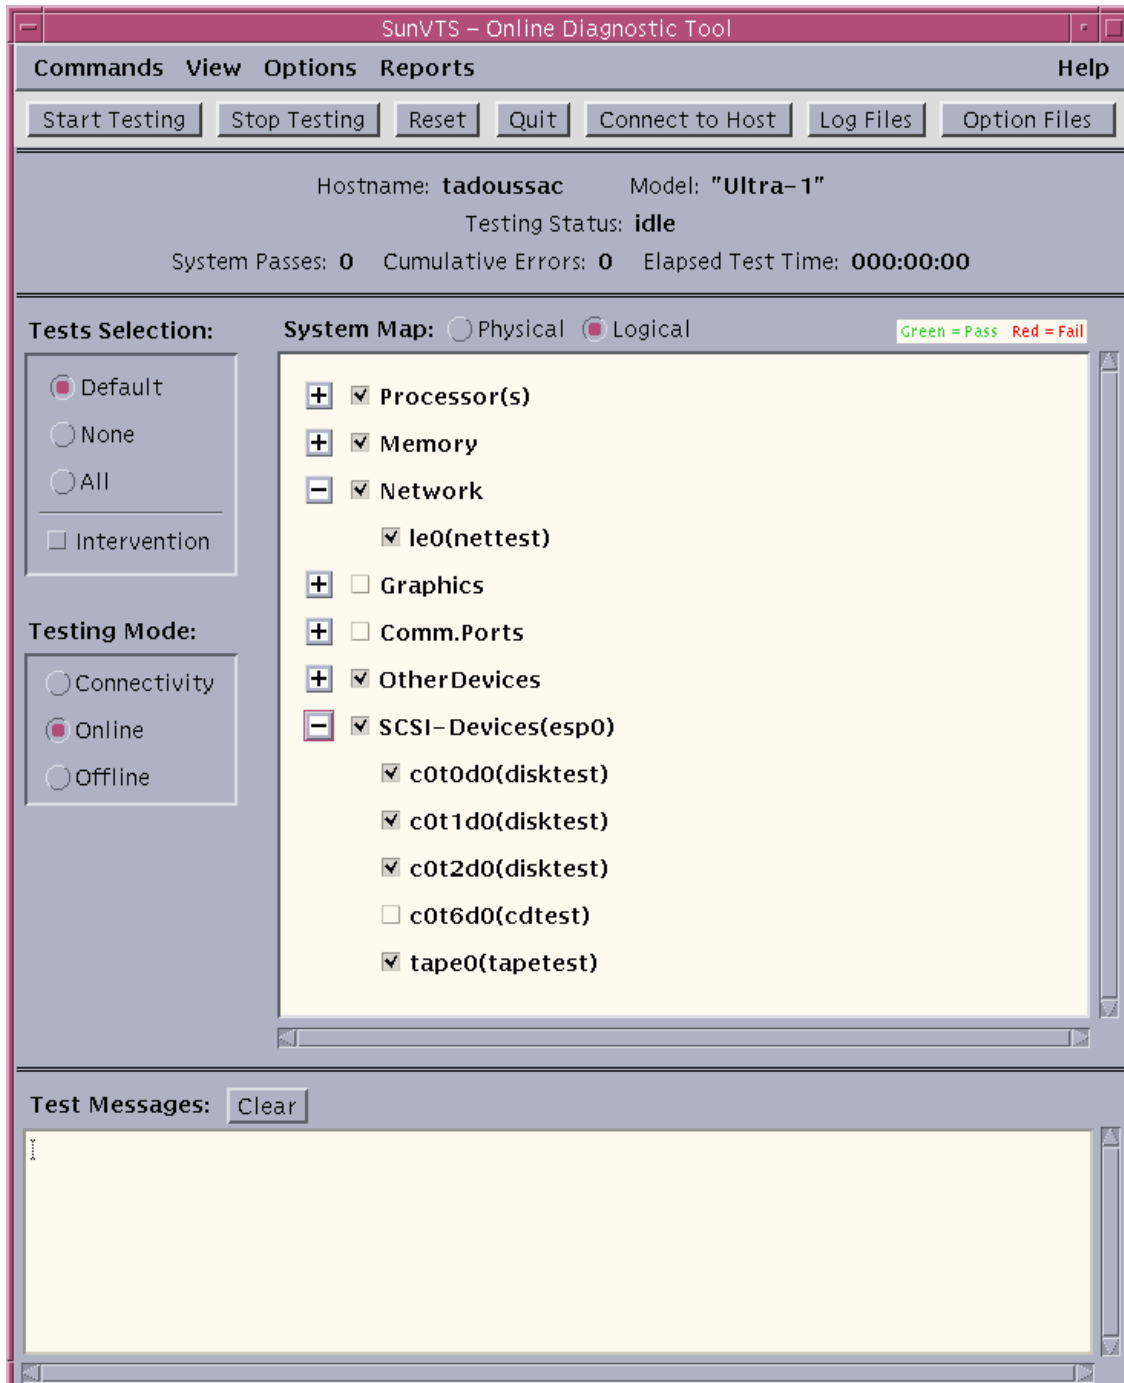 SunVTS – Online Diagnostic Tool
Commands View Options Reports Help
Start Testing Stop Testing Reset Quit Connect to Host Log Files Option Files
Hostname: tadoussac Model: "Ultra-1"
Testing Status: idle
System Passes: 0 Cumulative Errors: 0 Elapsed Test Time: 000:00:00
Tests Selection:
Default
None
All
Intervention
Testing Mode:
Connectivity
Online
Offline
System Map: Physical Logical Green = Pass Red = Fail
Processor(s)
Memory
Network
le0(nettest)
Graphics
Comm.Ports
OtherDevices
SCSI-Devices(esp0)
c0t0d0(disktest)
c0t1d0(disktest)
c0t2d0(disktest)
c0t6d0(cdtest)
tape0(tapetest)
Test Messages: Clear